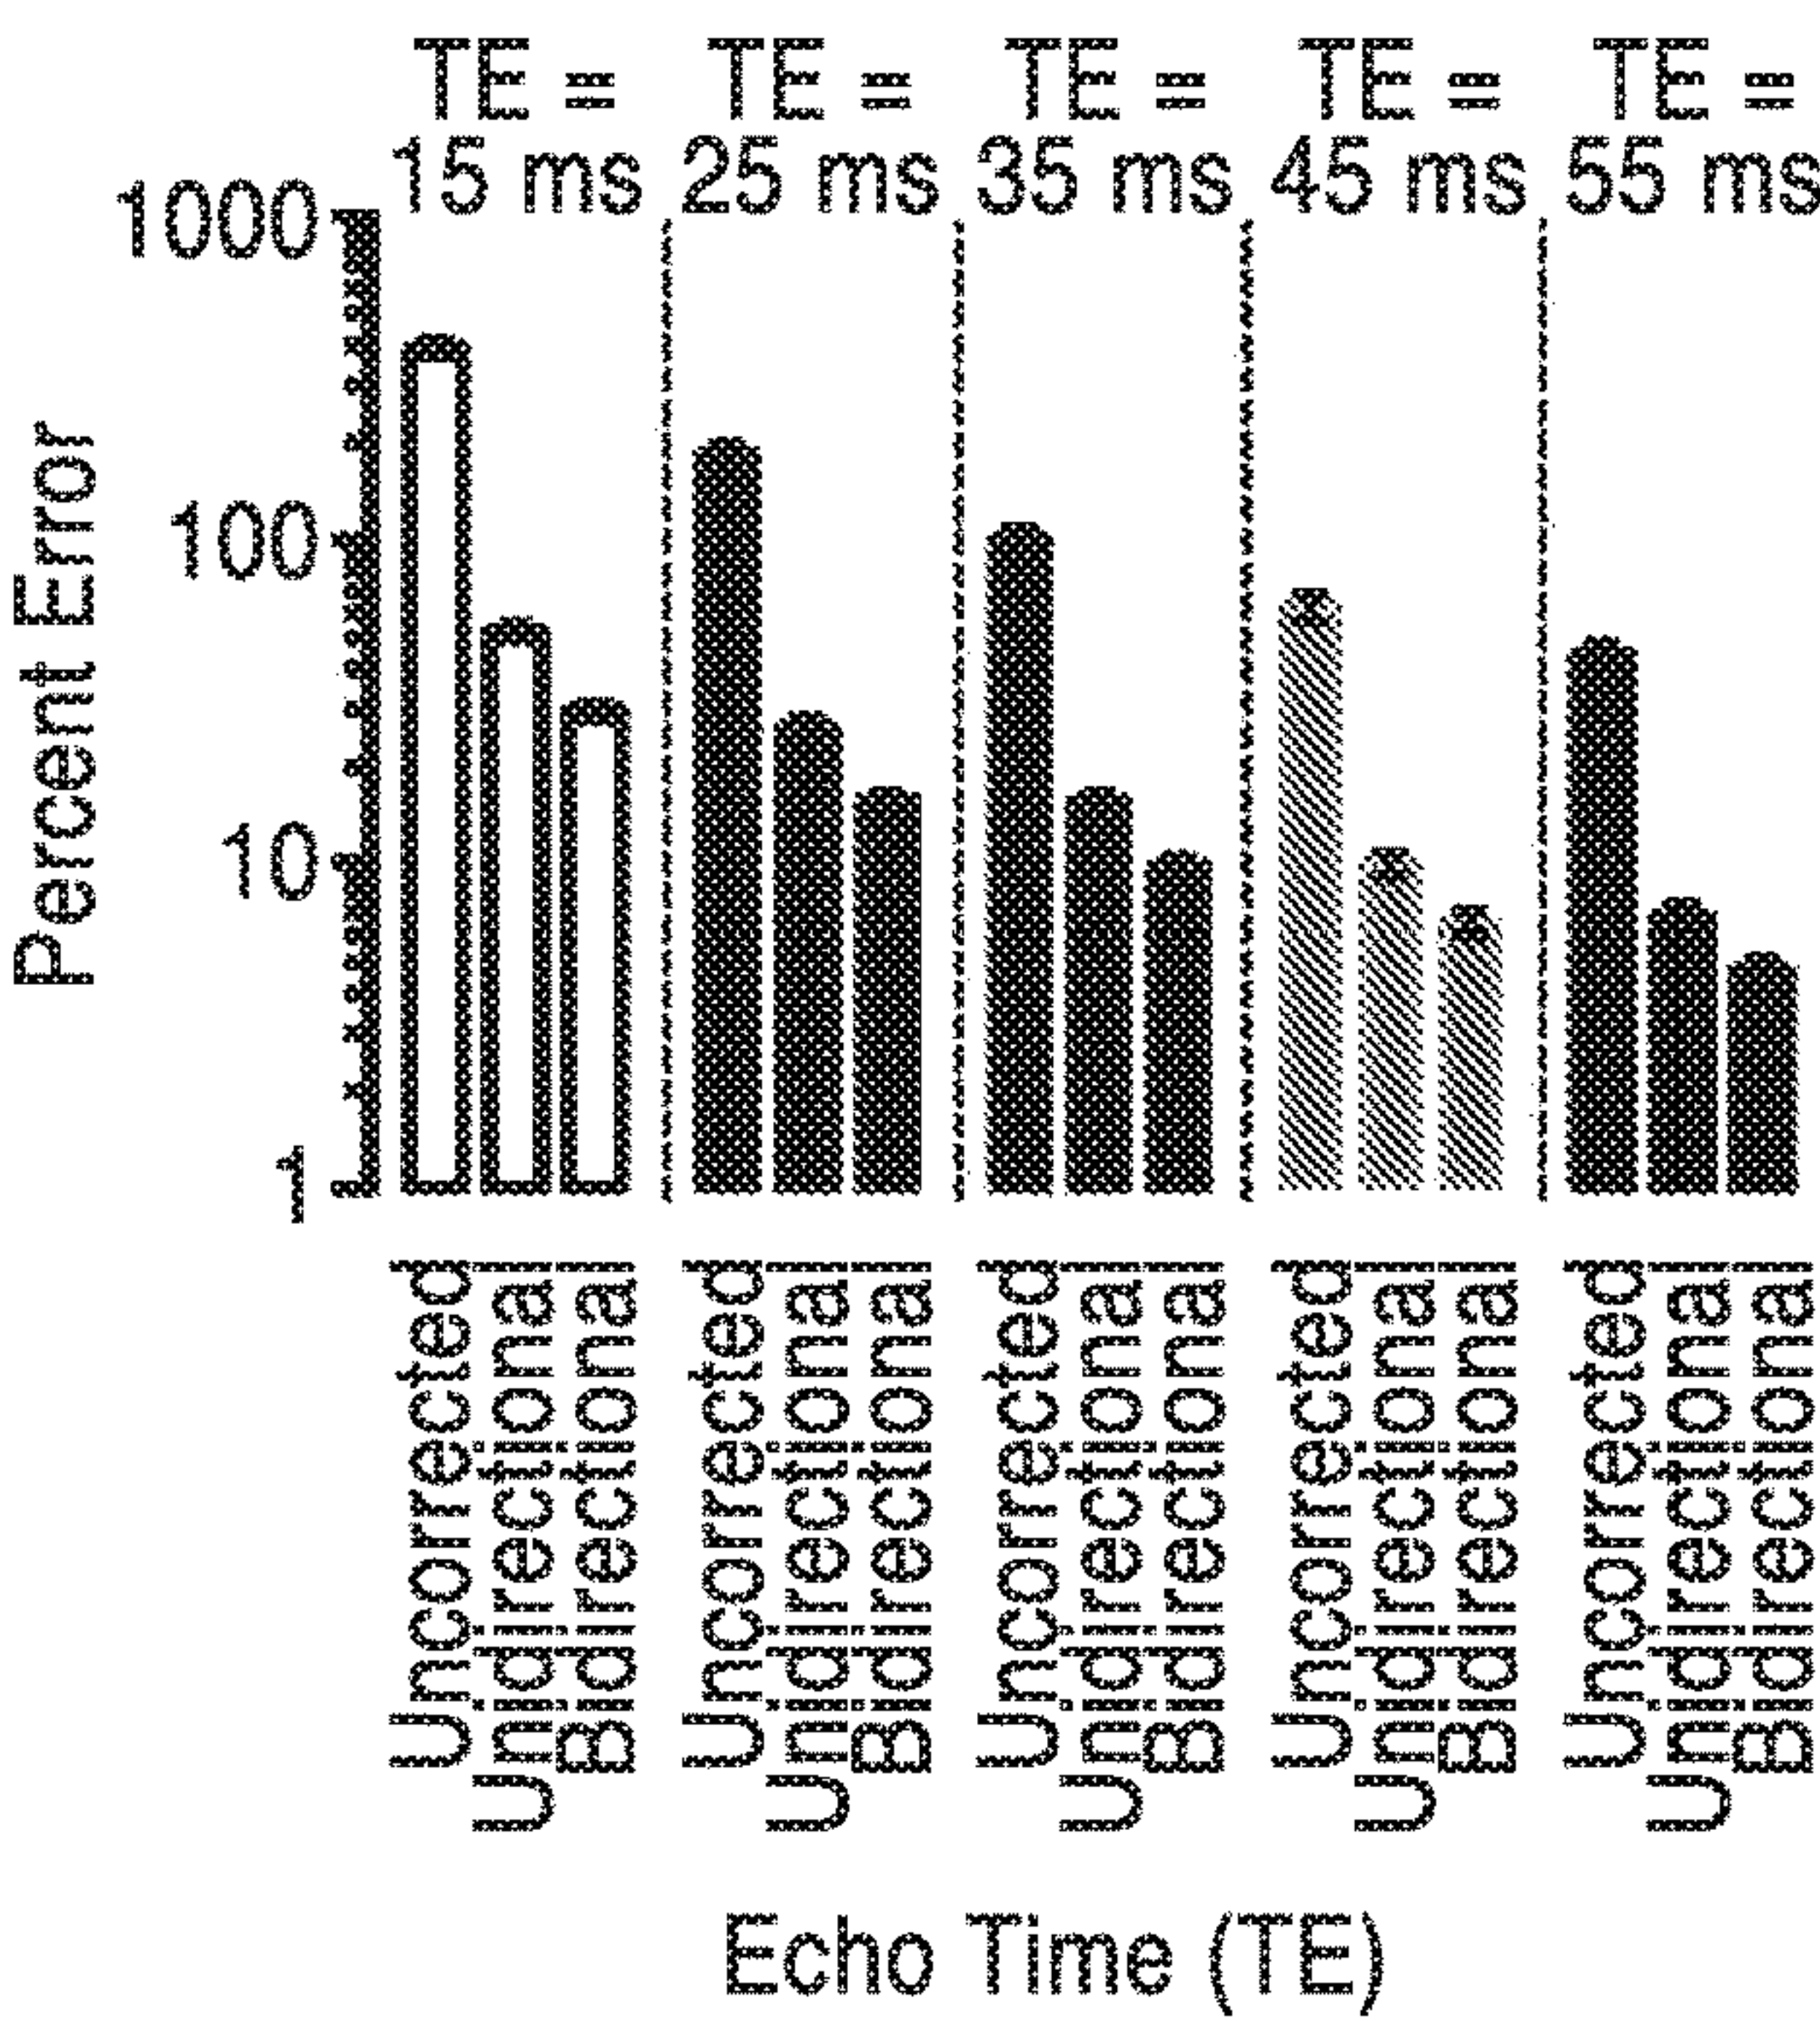 TE = 15 ms
TE = 25 ms
TE = 35 ms
TE = 45 ms
TE = 55 ms
Percent Error
1000
100
10
1
Uncorrected
Unidirectional
Bidirectional
Uncorrected
Unidirectional
Bidirectional
Uncorrected
Unidirectional
Bidirectional
Uncorrected
Unidirectional
Bidirectional
Uncorrected
Unidirectional
Bidirectional
Echo Time (TE)